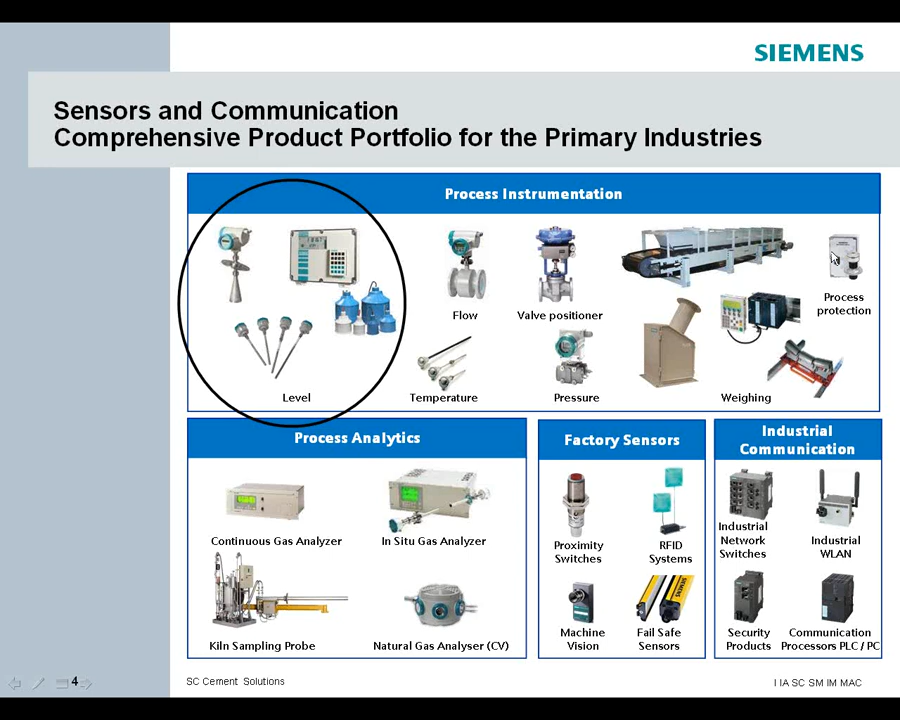 SIEMENS
Sensors and Communication
Comprehensive Product Portfolio for the Primary Industries
Process Instrumentation
Flow
Valve positioner
Process
protection
Level
Temperature
Pressure
Weighing
Process Analytics
Continuous Gas Analyzer
In Situ Gas Analyzer
Kiln Sampling Probe
Natural Gas Analyser (CV)
Factory Sensors
Proximity
Switches
RFID
Systems
Machine
Vision
Fail Safe
Sensors
SIEMENS
Industrial
Communication
Industrial
Network
Switches
Industrial
WLAN
Security
Products
Communication
Processors PLC / PC
4
SC Cement Solutions
I IA SC SM IM MAC